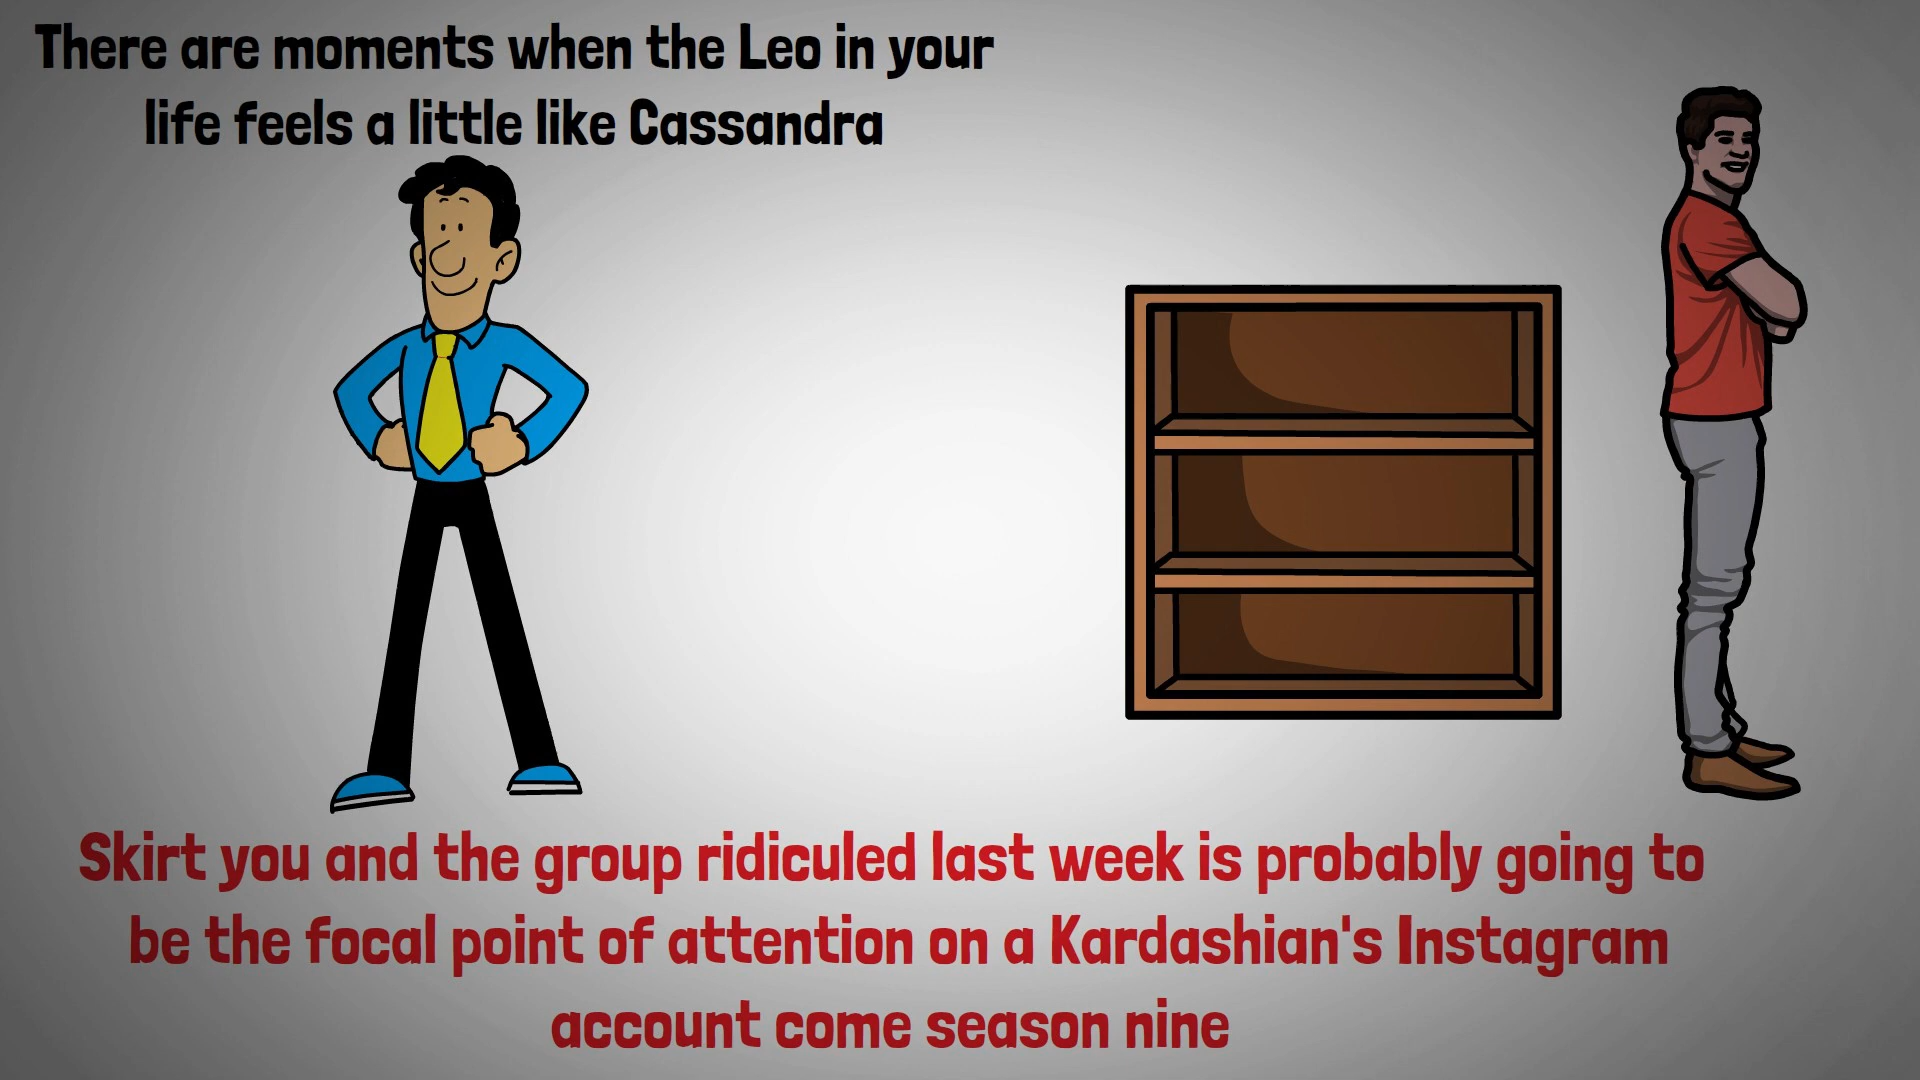 There are moments when the Leo in your
life feels a little like Cassandra
Skirt you and the group ridiculed last week is probably going to
be the focal point of attention on a Kardashian's Instagram
account come season nine